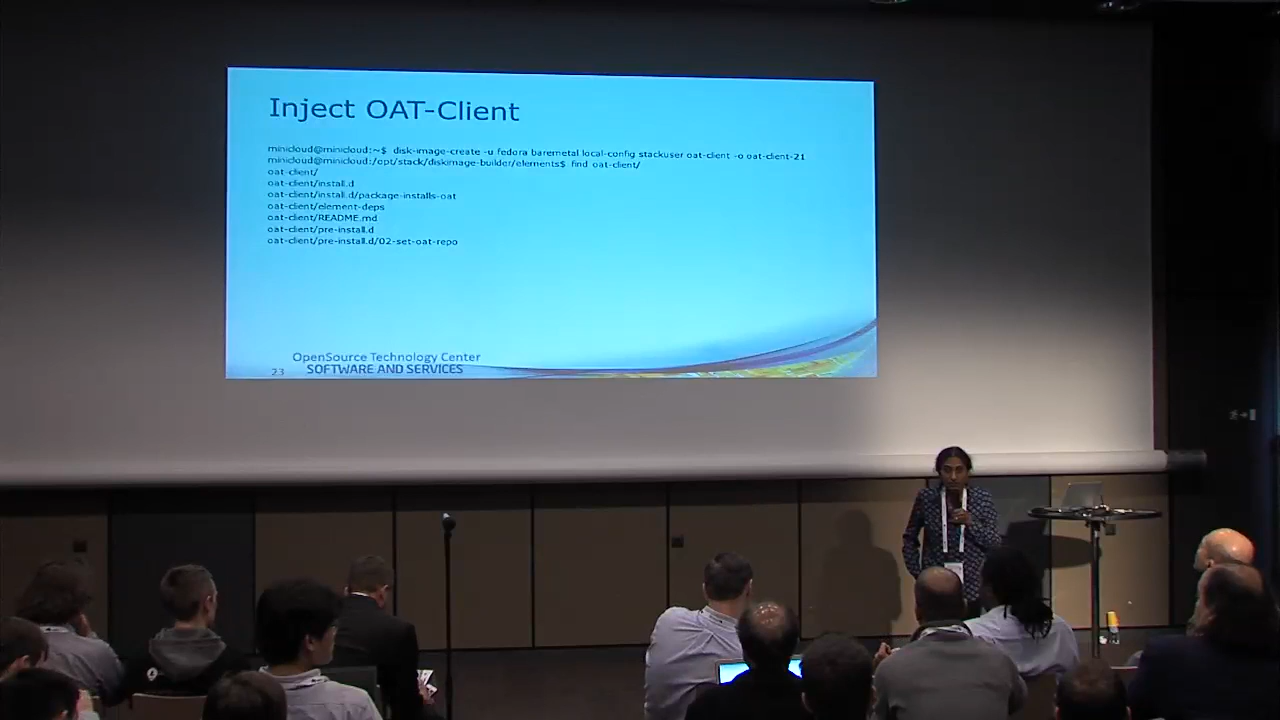 Inject OAT-Client
minicloud@minicloud:~$ disk-image-create -u fedora baremetal local-config stackuser oat-client -o oat-client-21
minicloud@minicloud:/opt/stack/diskimage-builder/elements$ find oat-client/
oat-client/
oat-client/install.d
oat-client/install.d/package-installs-oat
oat-client/element-deps
oat-client/README.md
oat-client/pre-install.d
oat-client/pre-install.d/02-set-oat-repo
OpenSource Technology Center
23 SOFTWARE AND SERVICES